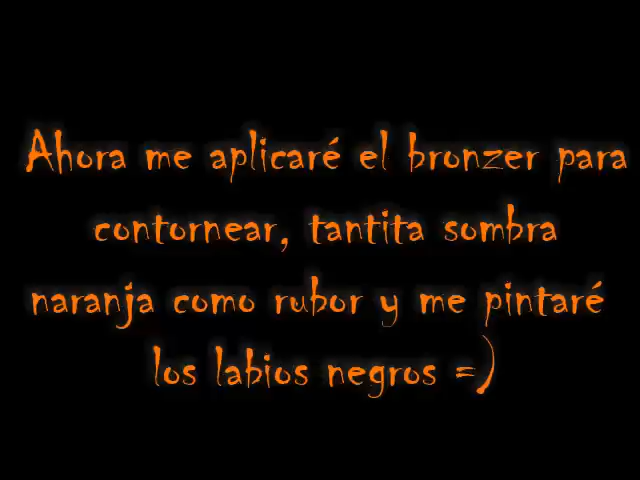 Ahora me aplicaré el bronzer para
contornear, tantita sombra
naranja como rubor y me pintaré
los labios negros =)